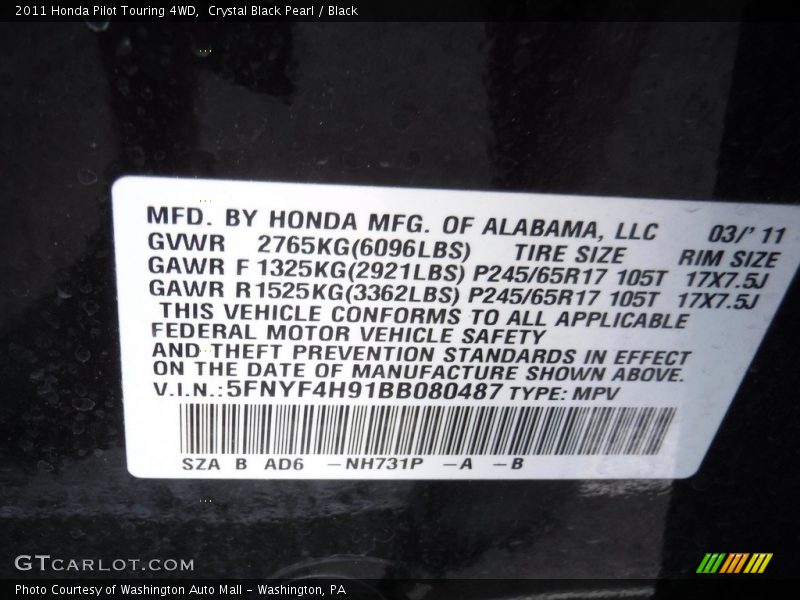 2011 Honda Pilot Touring 4WD,  Crystal Black Pearl / Black
MFD. BY HONDA MFG. OF ALABAMA, LLC 03/' 11
GVWR 2765KG(6096LBS) TIRE SIZE RIM SIZE
GAWR F 1325KG(2921LBS) P245/65R17 105T 17X7.5J
GAWR R 1525KG(3362LBS) P245/65R17 105T 17X7.5J
THIS VEHICLE CONFORMS TO ALL APPLICABLE
FEDERAL MOTOR VEHICLE SAFETY
AND THEFT PREVENTION STANDARDS IN EFFECT
ON THE DATE OF MANUFACTURE SHOWN ABOVE.
V.I.N.: 5FNYF4H91BB080487 TYPE: MPV
SZA B AD6 -NH731P -A -B
GTCARLOT.COM
Photo Courtesy of Washington Auto Mall - Washington, PA